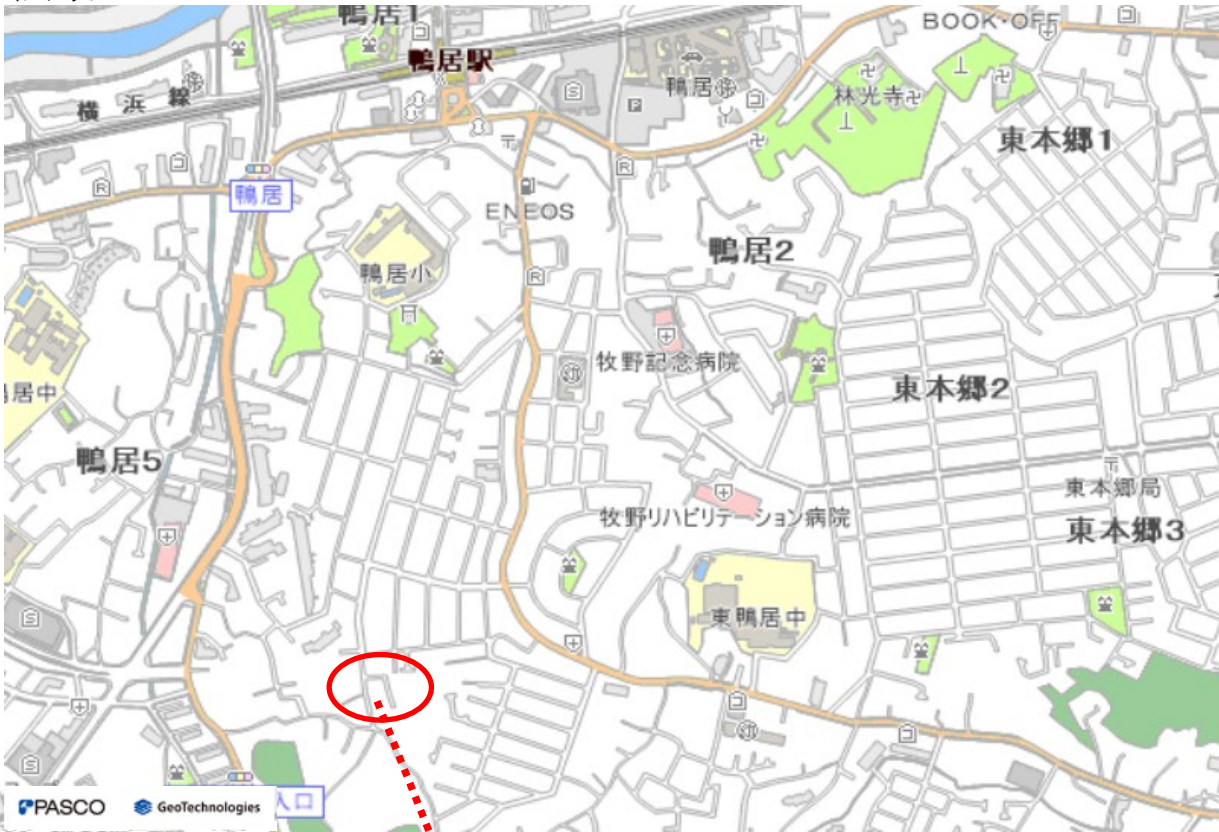 鴨居1
BOOK・OFF
鴨居駅
鴨居
林光寺
横浜線
東本郷1
鴨居
ENEOS
鴨居2
鴨居小
牧野記念病院
東本郷2
居中
鴨居5
東本郷局
牧野リハビリテーション病院
東本郷3
東鴨居中
入口
PASCO
GeoTechnologies